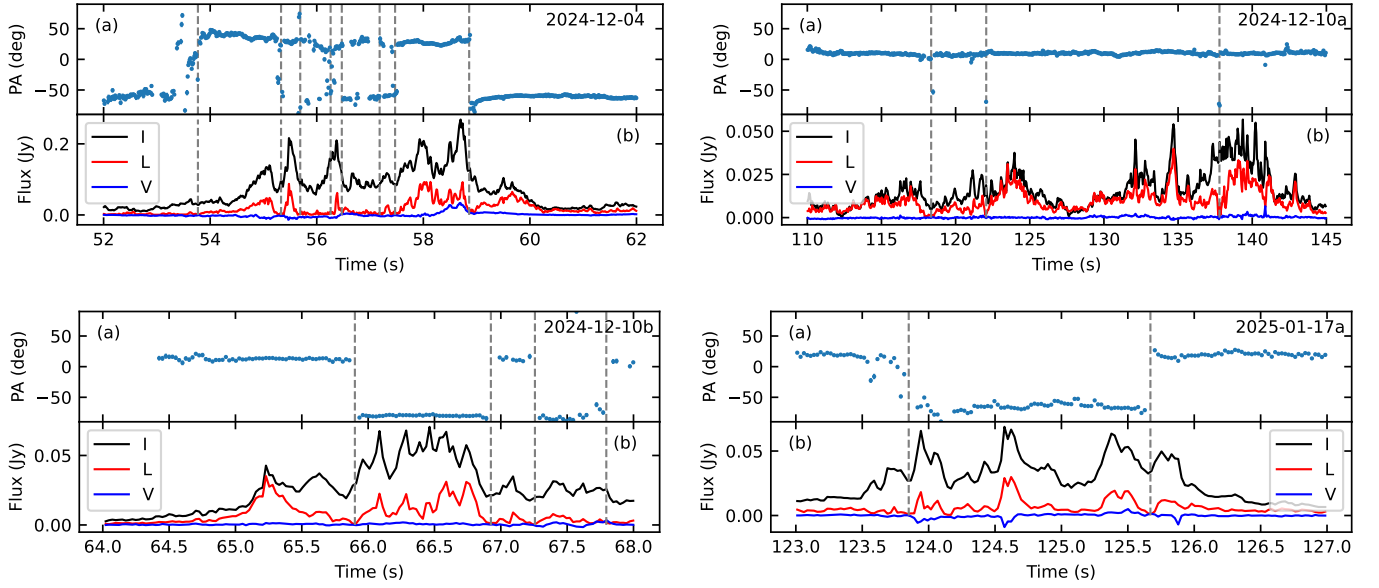 (a) 2024-12-04
PA (deg)
50
0
−50
(b)
I
L
V
Flux (Jy)
0.2
0.0
52 54 56 58 60 62
Time (s)
(a) 2024-12-10a
PA (deg)
50
0
−50
(b)
I
L
V
Flux (Jy)
0.050
0.025
0.000
110 115 120 125 130 135 140 145
Time (s)
(a) 2024-12-10b
PA (deg)
50
0
−50
(b)
I
L
V
Flux (Jy)
0.05
0.00
64.0 64.5 65.0 65.5 66.0 66.5 67.0 67.5 68.0
Time (s)
(a) 2025-01-17a
PA (deg)
50
0
−50
(b)
I
L
V
Flux (Jy)
0.05
0.00
123.0 123.5 124.0 124.5 125.0 125.5 126.0 126.5 127.0
Time (s)